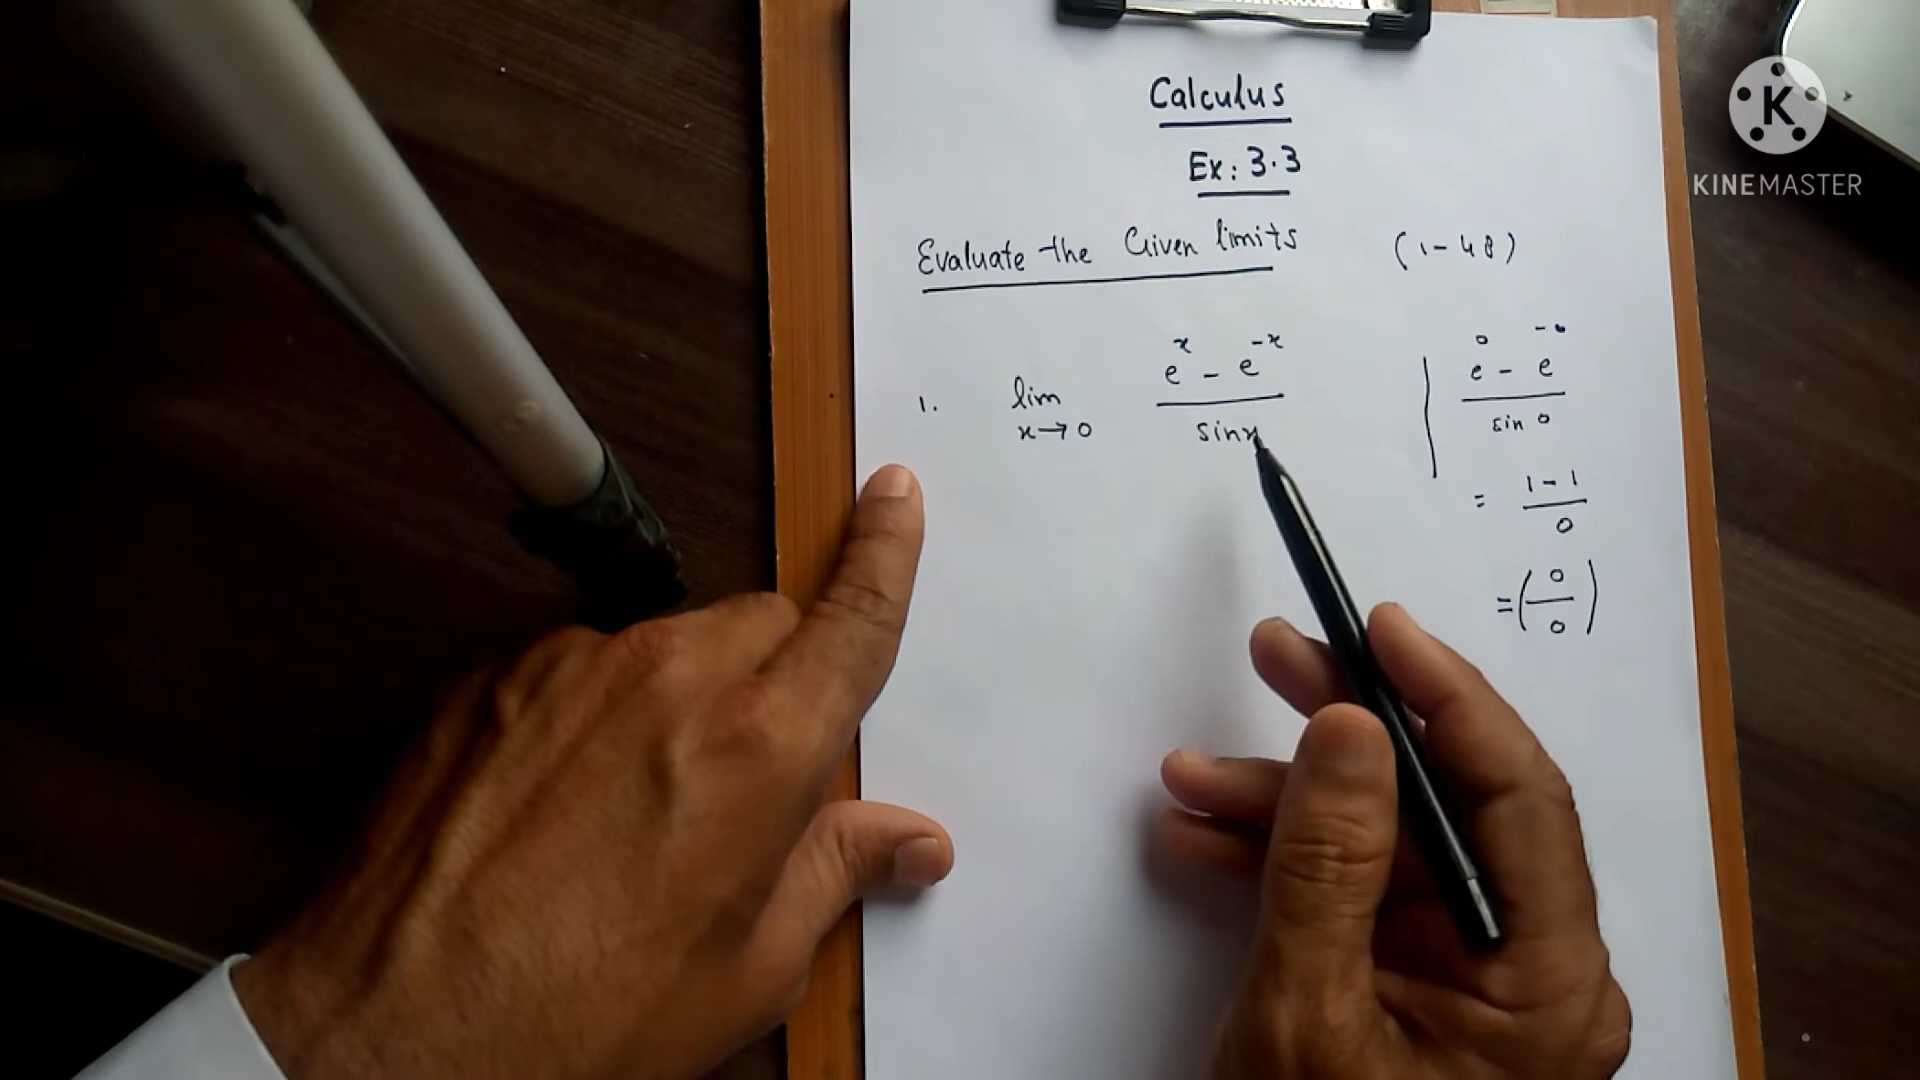 Calculus
Ex: 3.3
Evaluate the Given limits (1-48)
1. lim x→0 (e^x - e^-x) / sinx
(e^0 - e^-0) / sin 0
= (1-1) / 0
= (0/0)
K
KINEMASTER